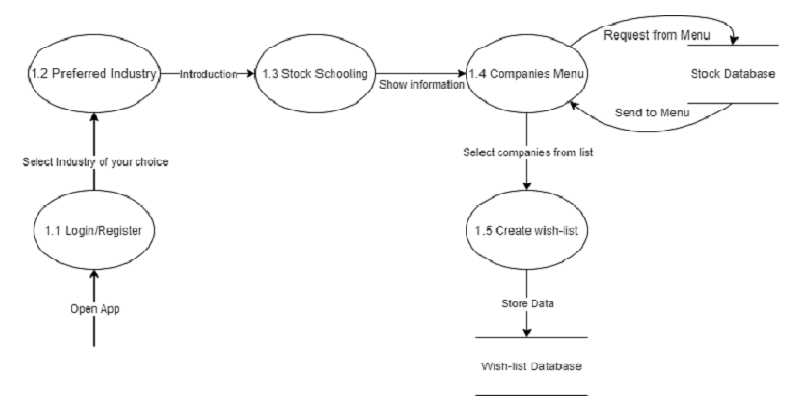 Request from Menu
1.2 Preferred Industry
Introduction
1.3 Stock Schooling
Show information
1.4 Companies Menu
Stock Database
Send to Menu
Select Industry of your choice
Select companies from list
1.1 Login/Register
1.5 Create wish-list
Open App
Store Data
Wish-list Database